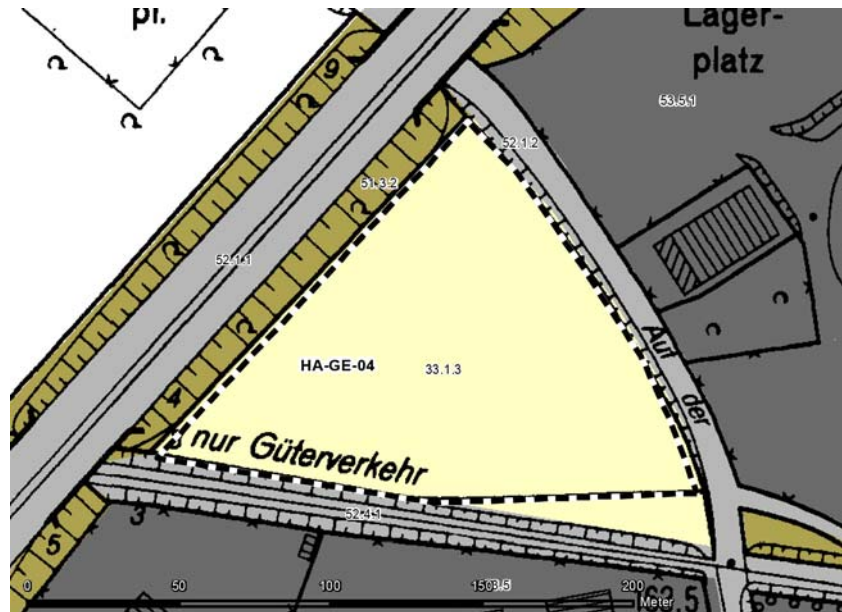 pl.
Lager-
platz
53.5.1
9
52.1.2
51.3.2
52.1.1
HA-GE-04
33.1.3
Auf
der
4
nur Güterverkehr
52.4.1
3
5
0
50
100
150
200
Meter
62.5